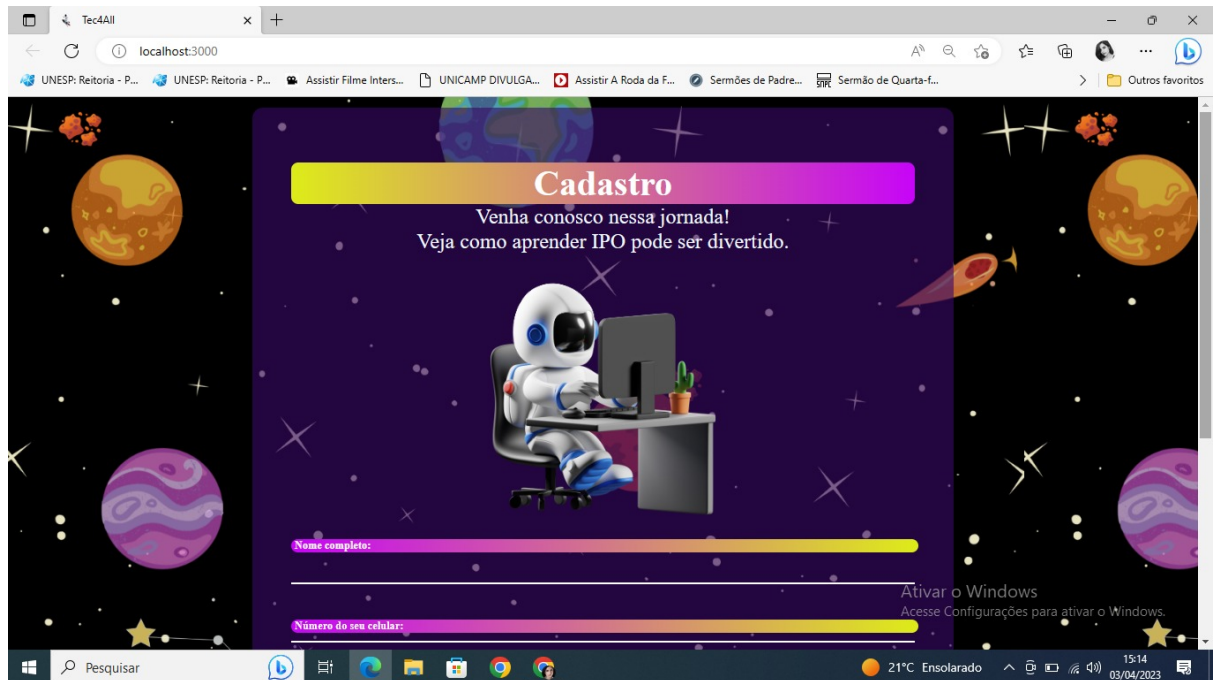 Tec4All
localhost:3000
UNESP: Reitoria - P...
UNESP: Reitoria - P...
Assistir Filme Inters...
UNICAMP DIVULGA...
Assistir A Roda da F...
Sermões de Padre...
Sermão de Quarta-f...
Outros favoritos
Cadastro
Venha conosco nessa jornada!
Veja como aprender IPO pode ser divertido.
Nome completo:
Número do seu celular:
Ativar o Windows
Acesse Configurações para ativar o Windows.
Pesquisar
21°C Ensolarado
15:14
03/04/2023